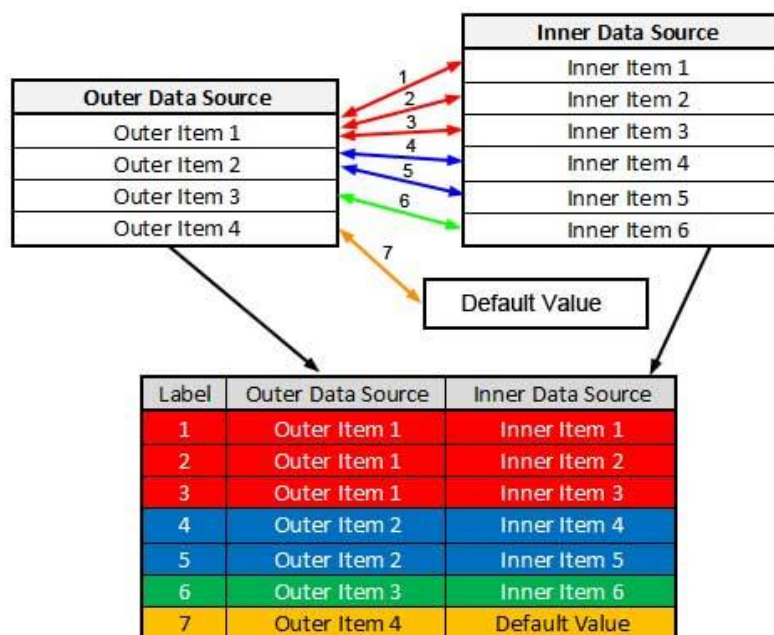 Inner Data Source
Inner Item 1
Inner Item 2
Inner Item 3
Inner Item 4
Inner Item 5
Inner Item 6
Outer Data Source
Outer Item 1
Outer Item 2
Outer Item 3
Outer Item 4
1
2
3
4
5
6
7
Default Value
Label Outer Data Source Inner Data Source
1 Outer Item 1 Inner Item 1
2 Outer Item 1 Inner Item 2
3 Outer Item 1 Inner Item 3
4 Outer Item 2 Inner Item 4
5 Outer Item 2 Inner Item 5
6 Outer Item 3 Inner Item 6
7 Outer Item 4 Default Value